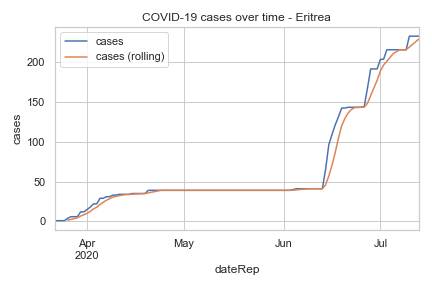 COVID-19 cases over time - Eritrea
cases
cases (rolling)
200
150
100
50
0
cases
Apr
2020
May
Jun
Jul
dateRep